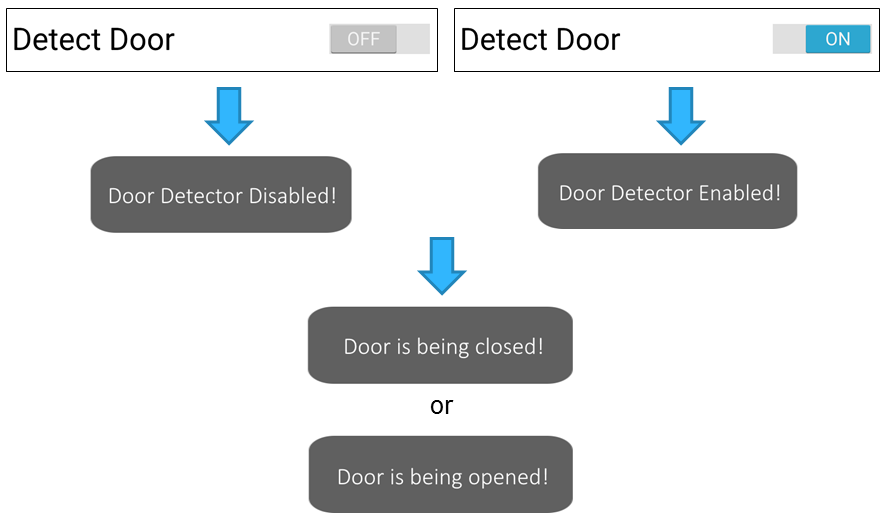 Detect Door OFF
Detect Door ON
Door Detector Disabled!
Door Detector Enabled!
Door is being closed!
or
Door is being opened!